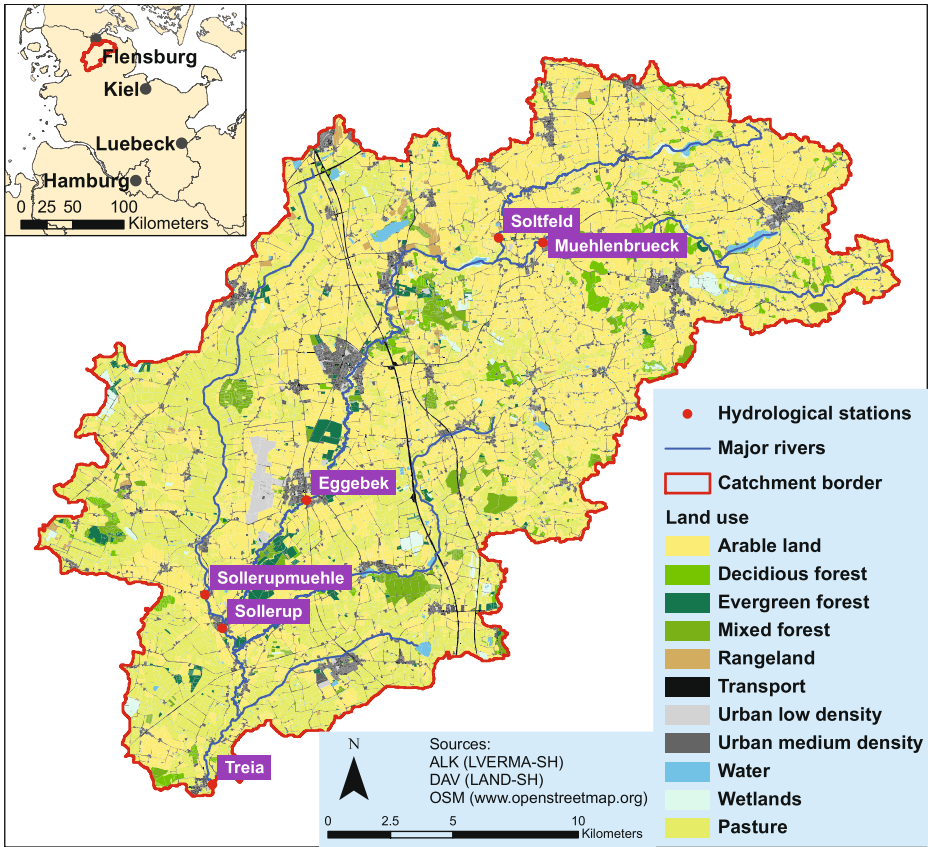 Flensburg
Kiel
Luebeck
Hamburg
0 25 50 100
Kilometers
Soltfeld
Muehlenbrueck
Eggebek
Sollerupmuehle
Sollerup
Treia
Hydrological stations
Major rivers
Catchment border
Land use
Arable land
Decidious forest
Evergreen forest
Mixed forest
Rangeland
Transport
Urban low density
Urban medium density
Water
Wetlands
Pasture
N
Sources:
ALK (LVERMA-SH)
DAV (LAND-SH)
OSM (www.openstreetmap.org)
0 2.5 5 10
Kilometers